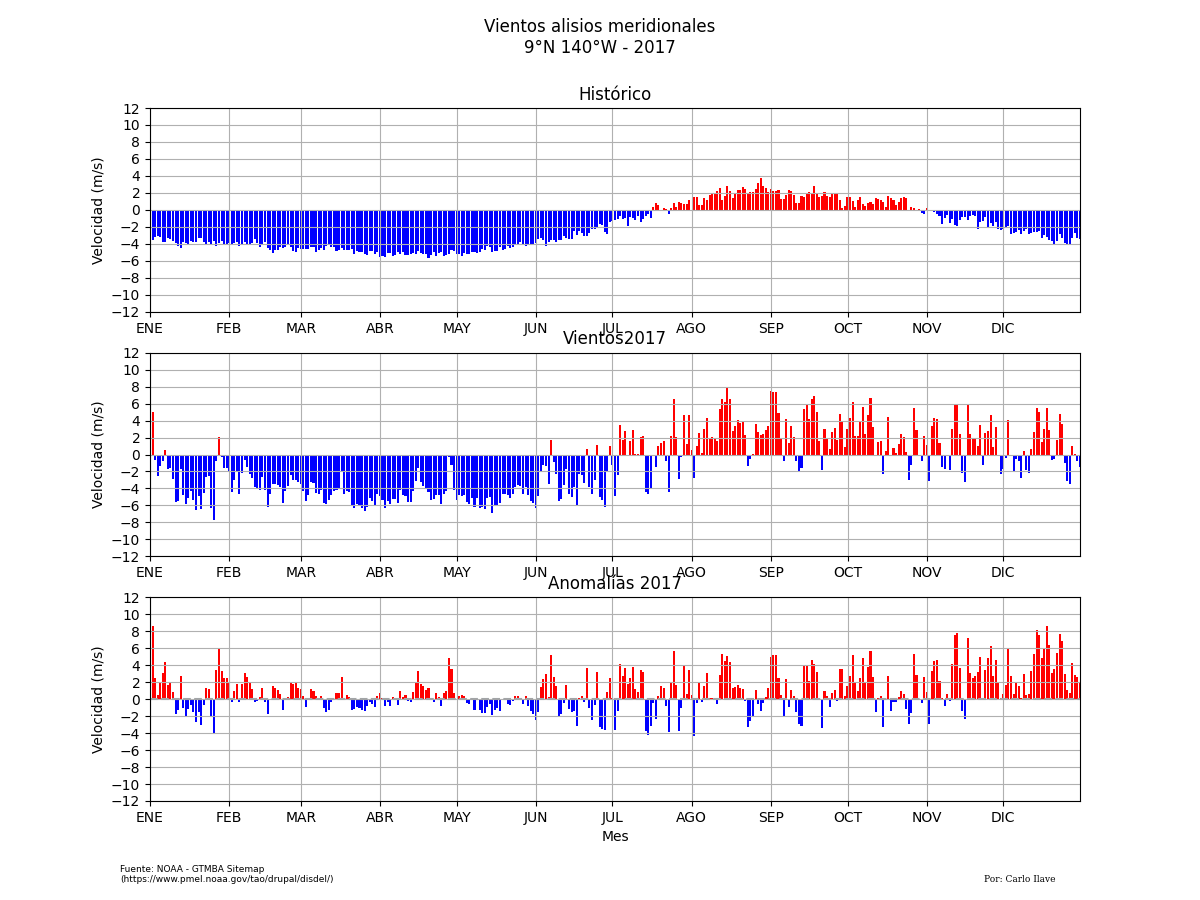 Vientos alisios meridionales
9°N 140°W - 2017
Histórico
12
10
8
6
4
2
0
−2
−4
−6
−8
−10
−12
Velocidad (m/s)
ENE FEB MAR ABR MAY JUN JUL AGO SEP OCT NOV DIC
Vientos2017
12
10
8
6
4
2
0
−2
−4
−6
−8
−10
−12
Velocidad (m/s)
ENE FEB MAR ABR MAY JUN JUL AGO SEP OCT NOV DIC
Anomalías 2017
12
10
8
6
4
2
0
−2
−4
−6
−8
−10
−12
Velocidad (m/s)
ENE FEB MAR ABR MAY JUN JUL AGO SEP OCT NOV DIC
Mes
Fuente: NOAA - GTMBA Sitemap
(https://www.pmel.noaa.gov/tao/drupal/disdel/)
Por: Carlo Ilave